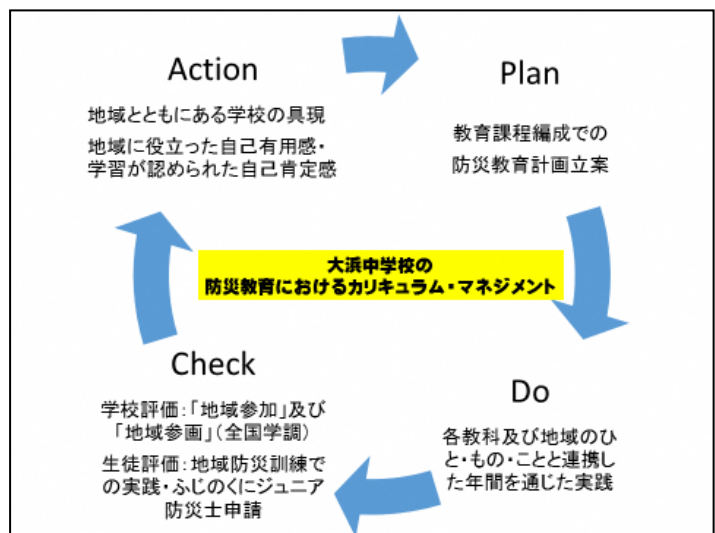 Action
地域とともにある学校の具現
地域に役立った自己有用感・
学習が認められた自己肯定感
Plan
教育課程編成での
防災教育計画立案
大浜中学校の
防災教育におけるカリキュラム・マネジメント
Do
各教科及び地域のひ
と・もの・ことと連携し
た年間を通じた実践
Check
学校評価:「地域参加」及び
「地域参画」(全国学調)
生徒評価:地域防災訓練で
の実践・ふじのくにジュニア
防災士申請